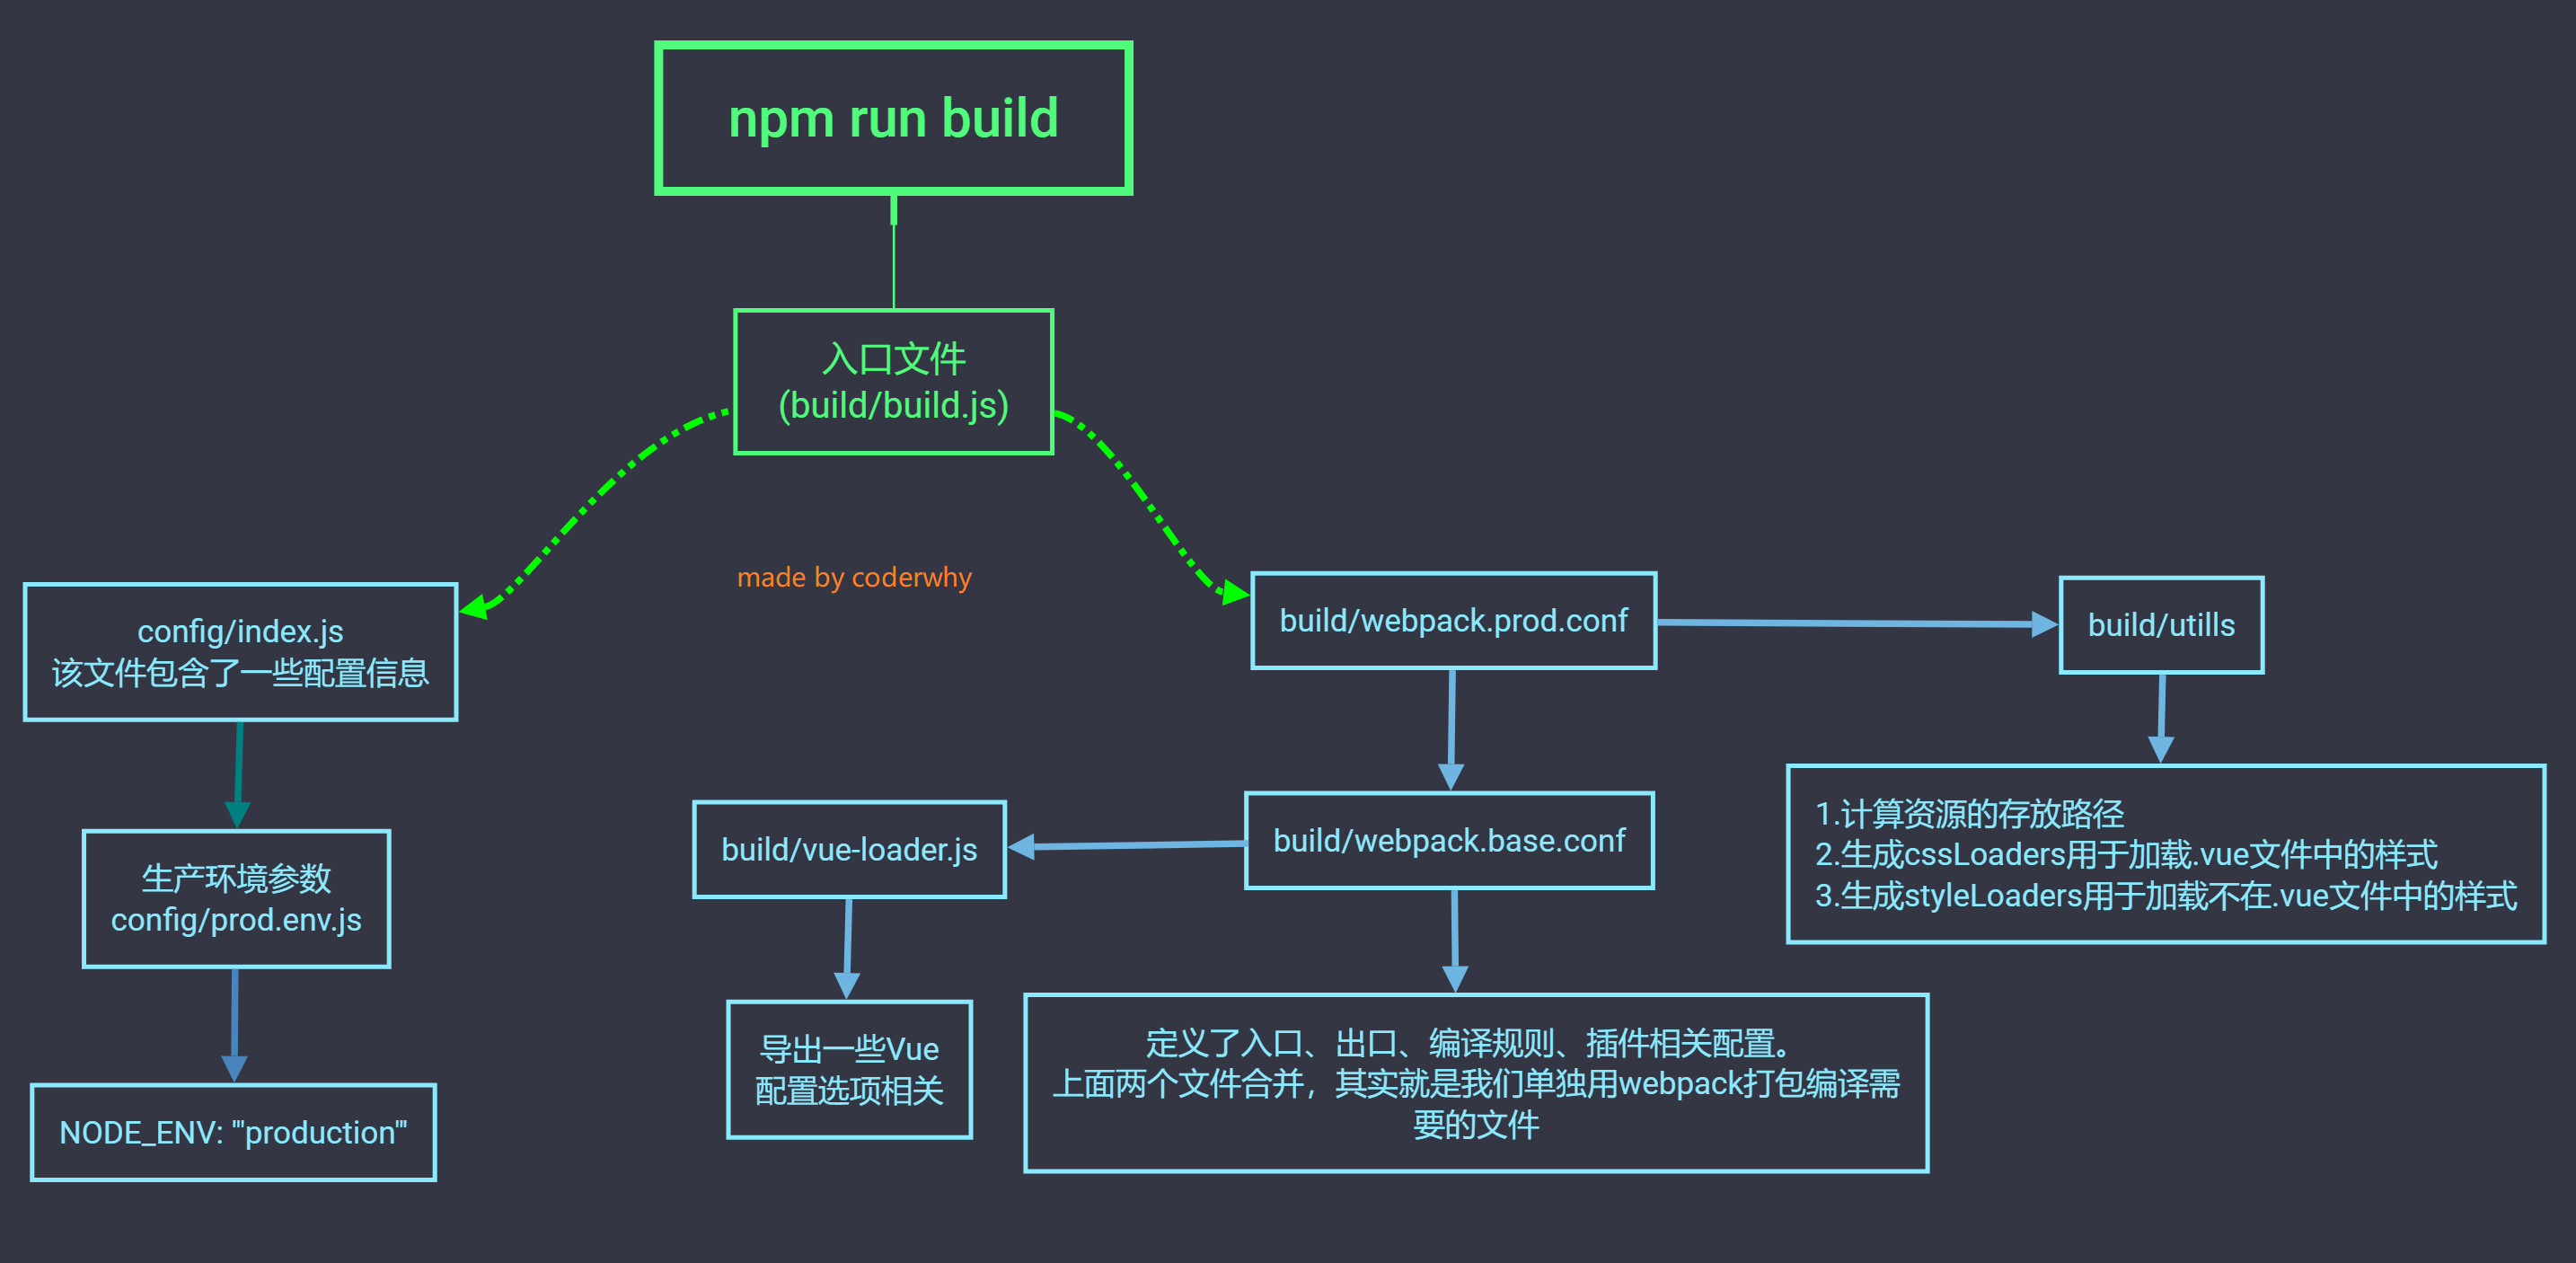 npm run build
入口文件
(build/build.js)
made by coderwhy
config/index.js
该文件包含了一些配置信息
生产环境参数
config/prod.env.js
NODE_ENV: '"production"'
build/webpack.prod.conf
build/utills
1.计算资源的存放路径
2.生成cssLoaders用于加载.vue文件中的样式
3.生成styleLoaders用于加载不在.vue文件中的样式
build/webpack.base.conf
build/vue-loader.js
导出一些Vue
配置选项相关
定义了入口、出口、编译规则、插件相关配置。
上面两个文件合并，其实就是我们单独用webpack打包编译需
要的文件